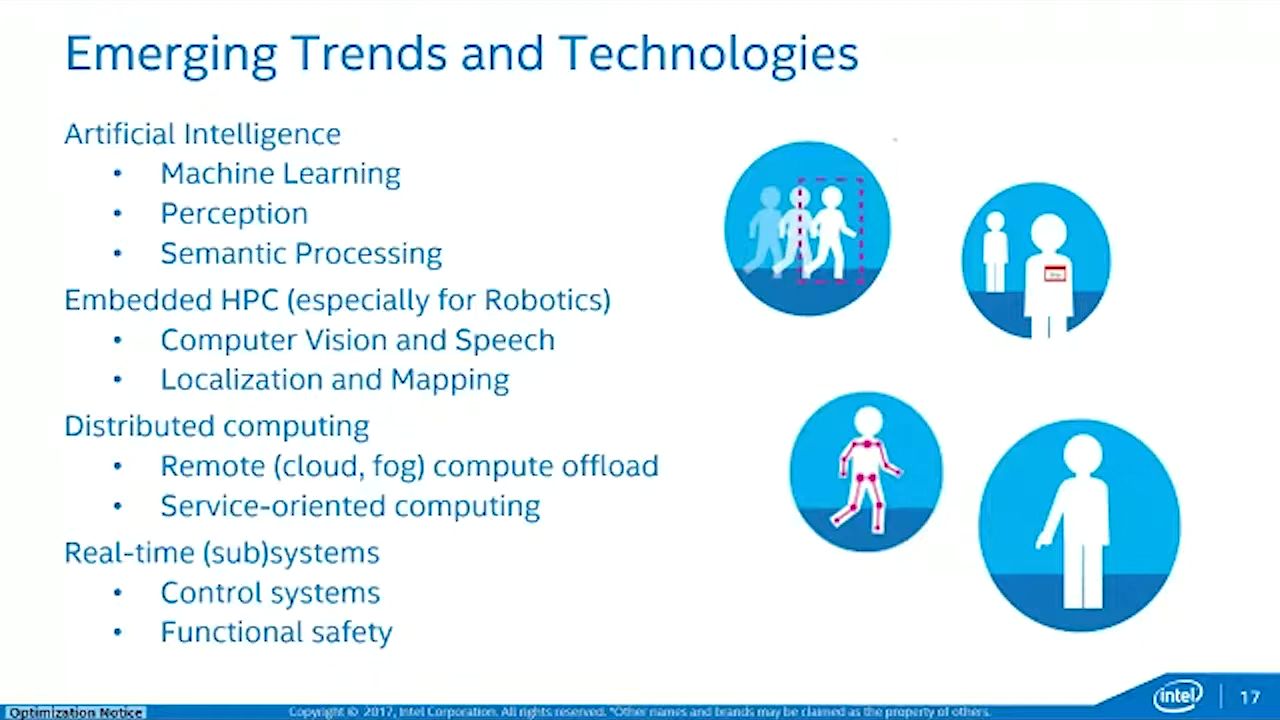 Emerging Trends and Technologies
Artificial Intelligence
• Machine Learning
• Perception
• Semantic Processing
Embedded HPC (especially for Robotics)
• Computer Vision and Speech
• Localization and Mapping
Distributed computing
• Remote (cloud, fog) compute offload
• Service-oriented computing
Real-time (sub)systems
• Control systems
• Functional safety
Optimization Notice
Copyright © 2017, Intel Corporation. All rights reserved. *Other names and brands may be claimed as the property of others.
intel
17